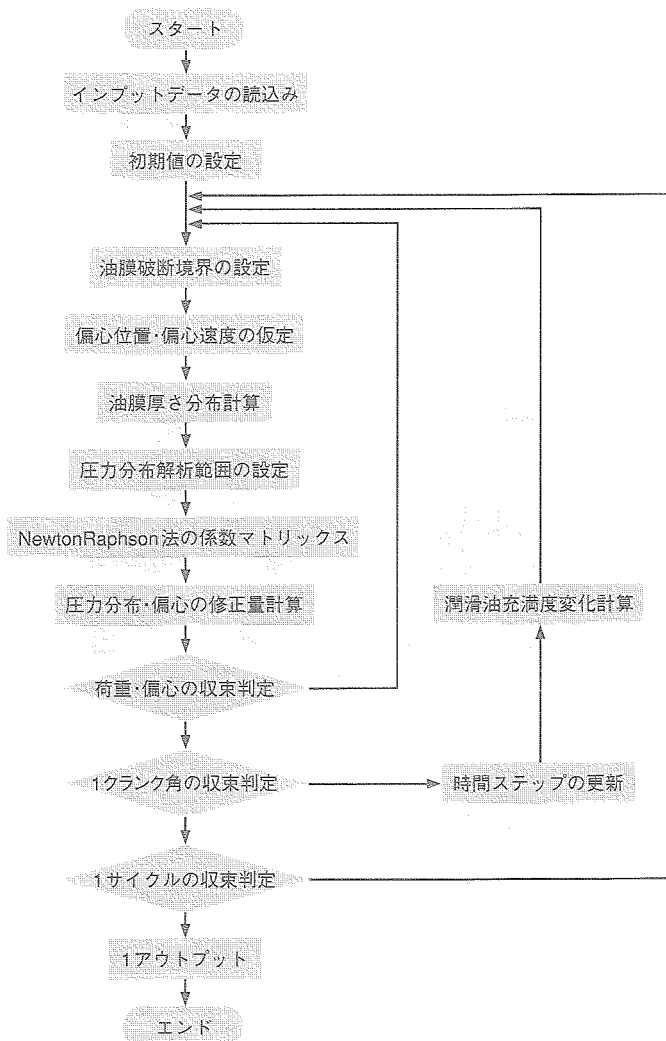 スタート
インプットデータの読込み
初期値の設定
油膜破断境界の設定
偏心位置・偏心速度の仮定
油膜厚さ分布計算
圧力分布解析範囲の設定
NewtonRaphson法の係数マトリックス
圧力分布・偏心の修正量計算
潤滑油充満度変化計算
荷重・偏心の収束判定
1クランク角の収束判定
時間ステップの更新
1サイクルの収束判定
1アウトプット
エンド